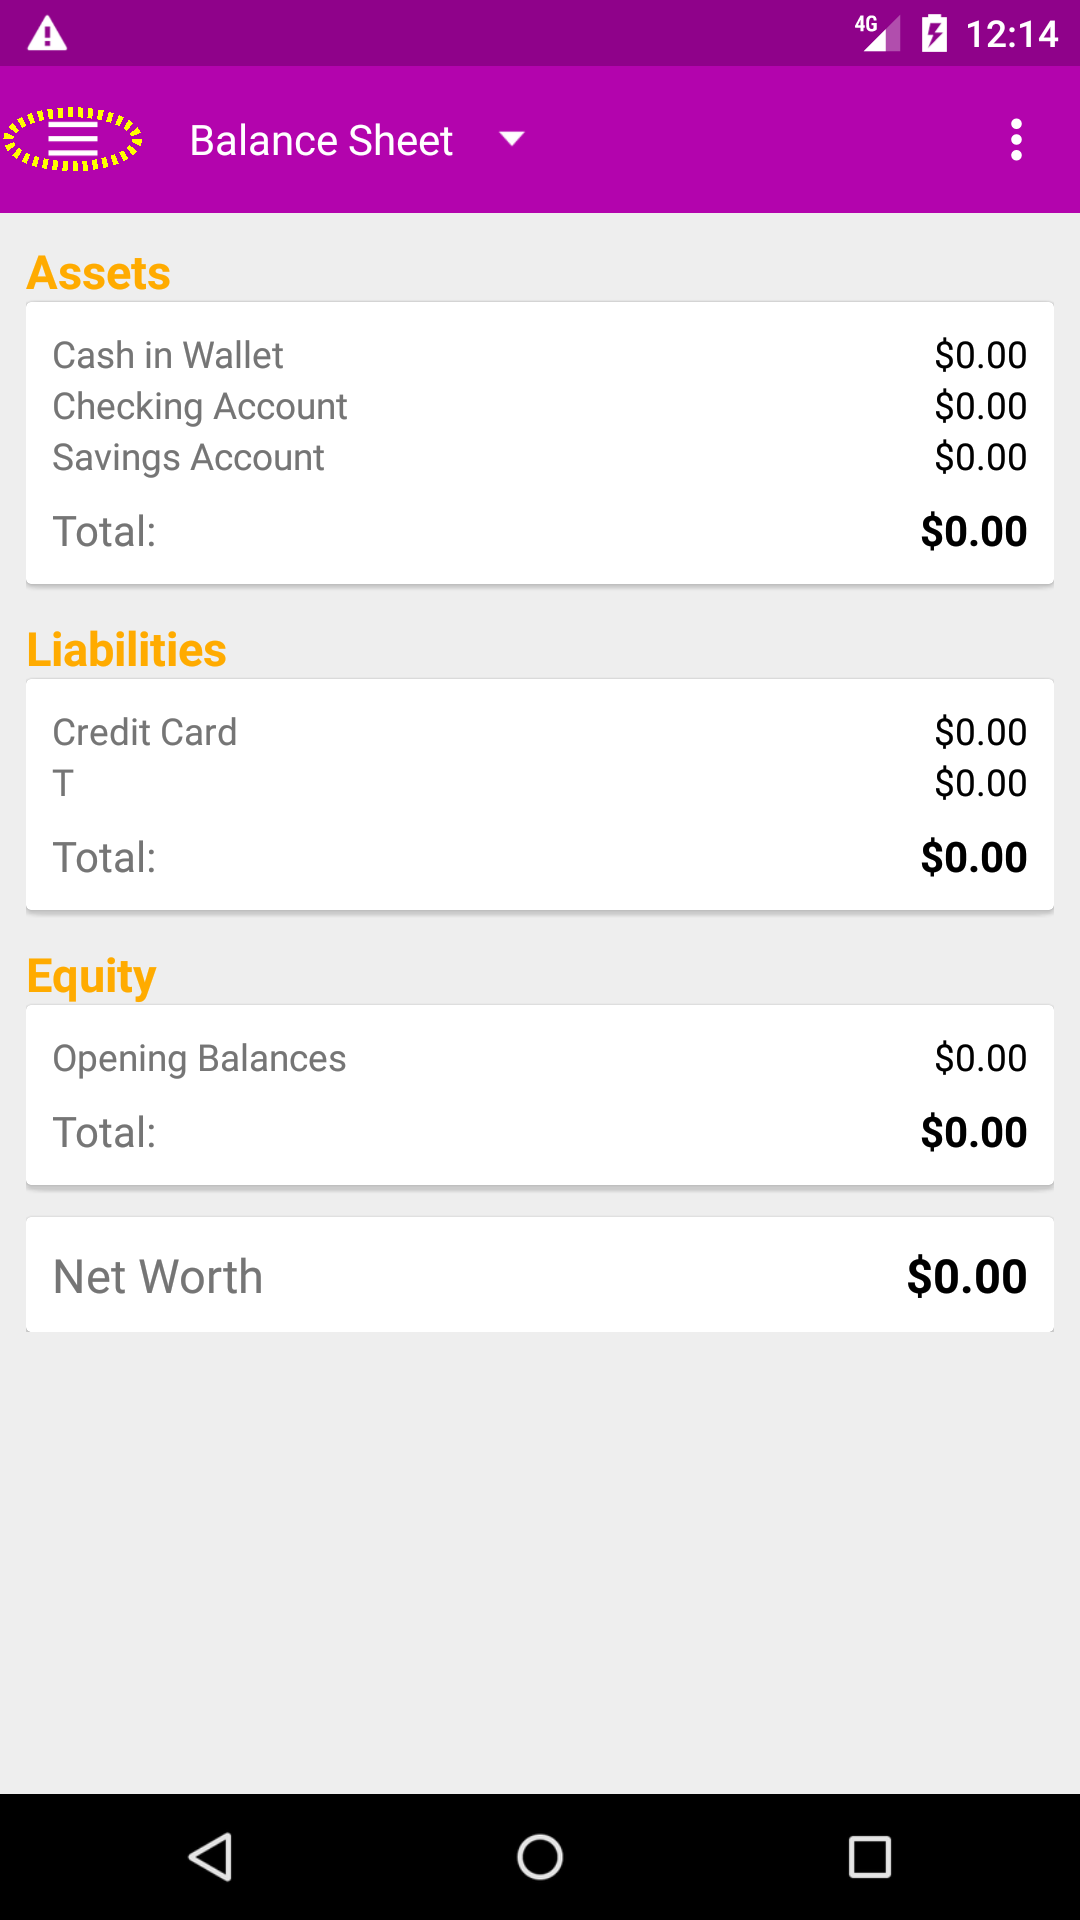 4G 12:14
Balance Sheet
Assets
Cash in Wallet $0.00
Checking Account $0.00
Savings Account $0.00
Total: $0.00
Liabilities
Credit Card $0.00
T $0.00
Total: $0.00
Equity
Opening Balances $0.00
Total: $0.00
Net Worth $0.00